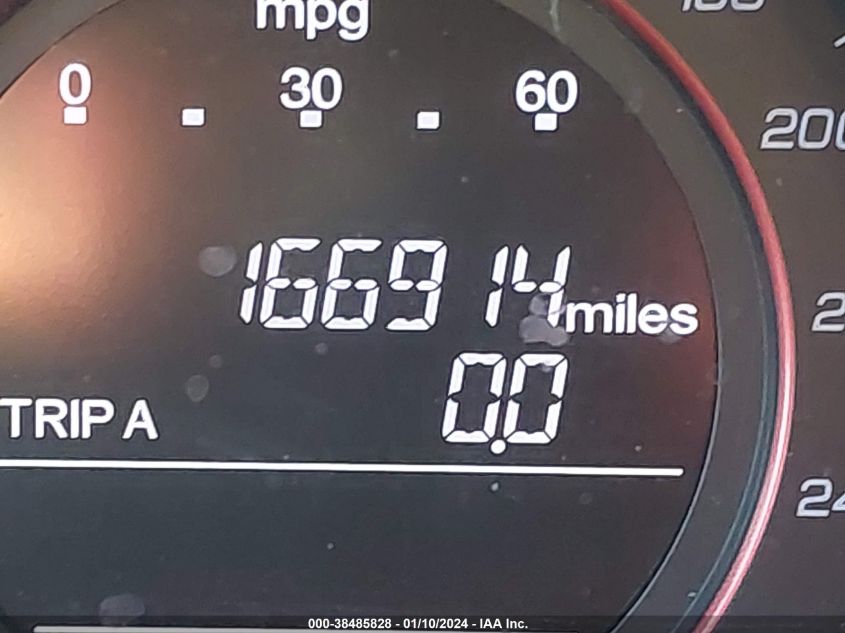 mpg
0 30 60
200
166914 miles
TRIP A 0.0
000-38485828 - 01/10/2024 - IAA Inc.